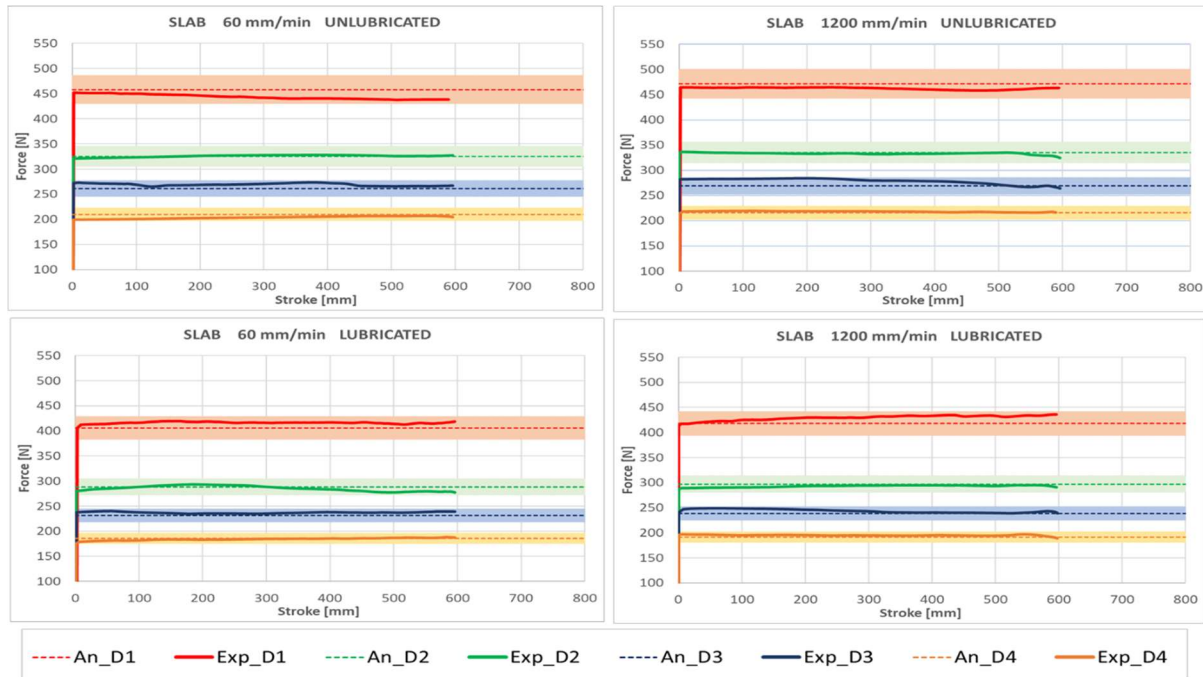 SLAB 60 mm/min UNLUBRICATED
550
500
450
400
350
300
250
200
150
100
Force [N]
0 100 200 300 400 500 600 700 800
Stroke [mm]
SLAB 1200 mm/min UNLUBRICATED
550
500
450
400
350
300
250
200
150
100
Force [N]
0 100 200 300 400 500 600 700 800
Stroke [mm]
SLAB 60 mm/min LUBRICATED
550
500
450
400
350
300
250
200
150
100
Force [N]
0 100 200 300 400 500 600 700 800
Stroke [mm]
SLAB 1200 mm/min LUBRICATED
550
500
450
400
350
300
250
200
150
100
Force [N]
0 100 200 300 400 500 600 700 800
Stroke [mm]
An_D1 Exp_D1 An_D2 Exp_D2 An_D3 Exp_D3 An_D4 Exp_D4